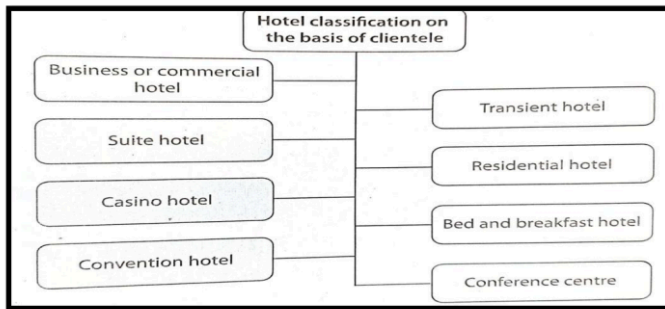 Hotel classification on
the basis of clientele
Business or commercial
hotel
Suite hotel
Casino hotel
Convention hotel
Transient hotel
Residential hotel
Bed and breakfast hotel
Conference centre